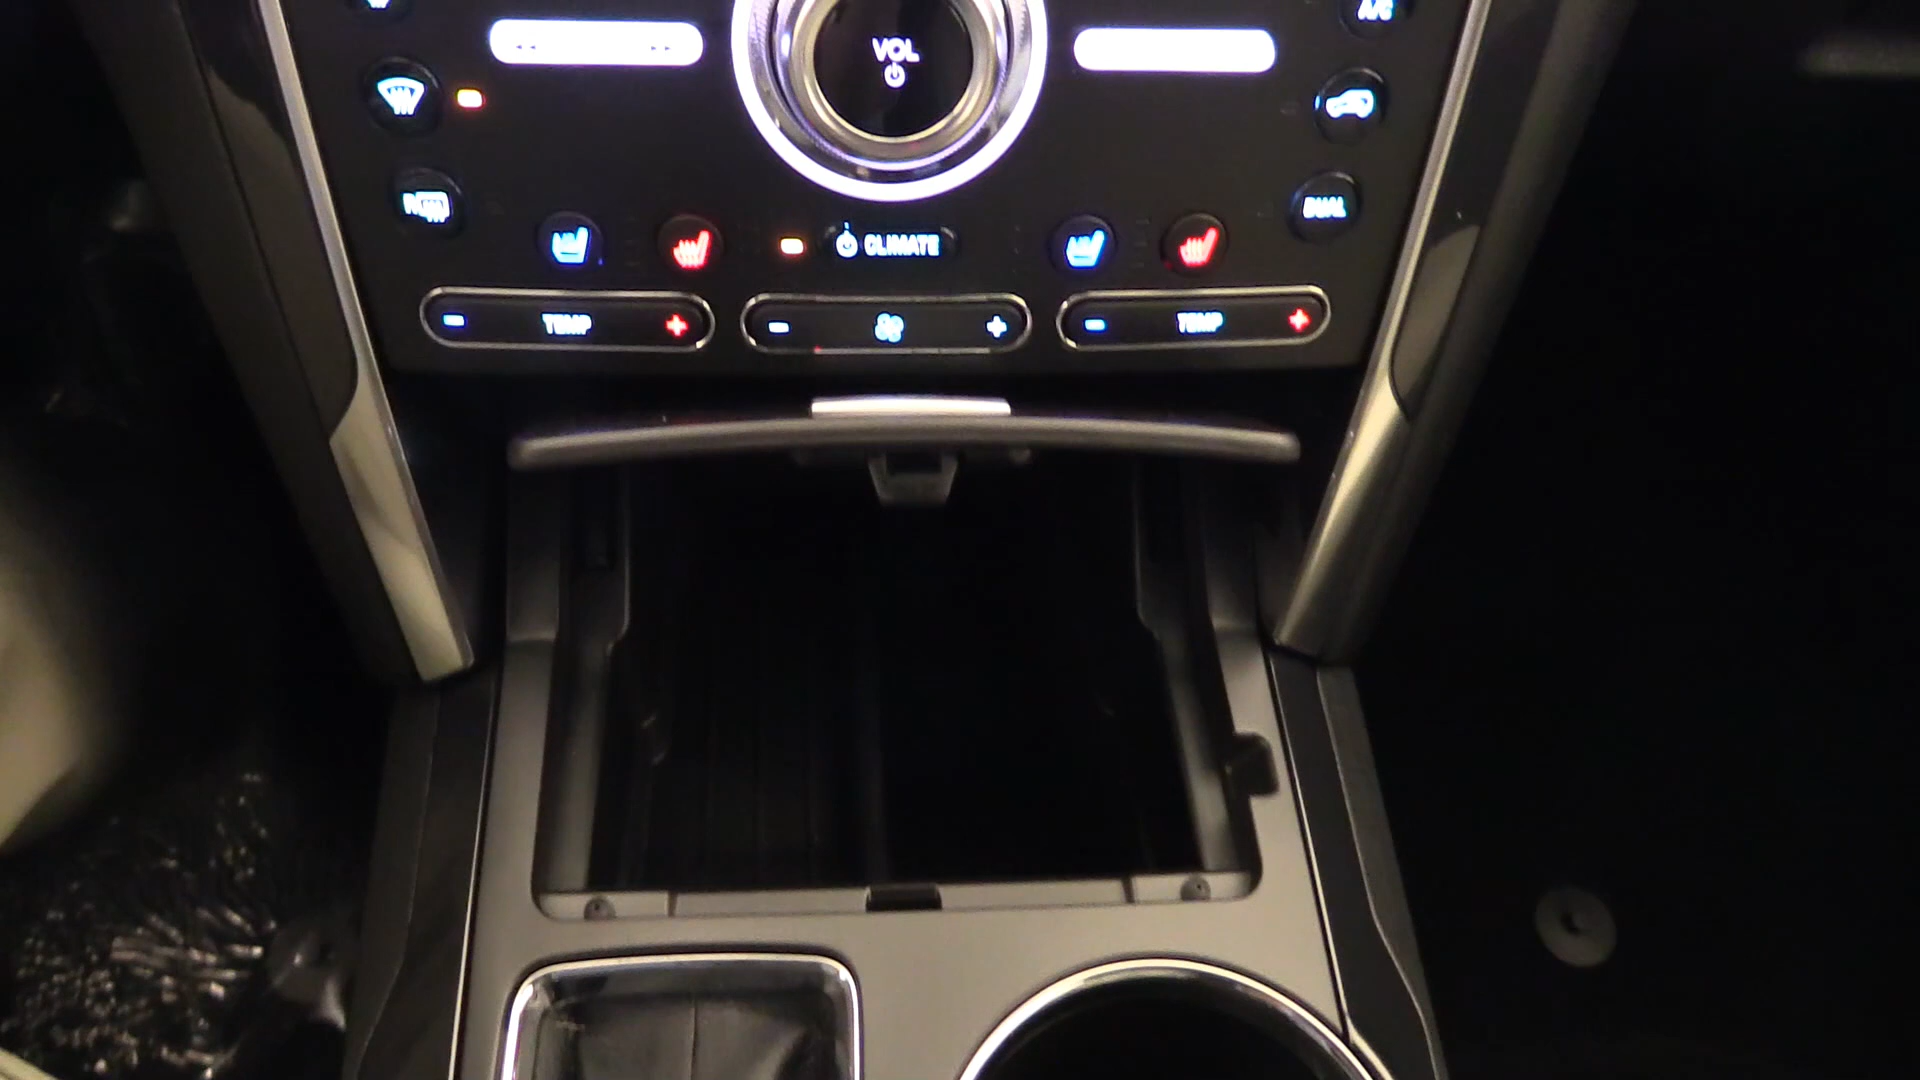 VOL
A/C
R
DUAL
CLIMATE
- TEMP +
- +
- TEMP +